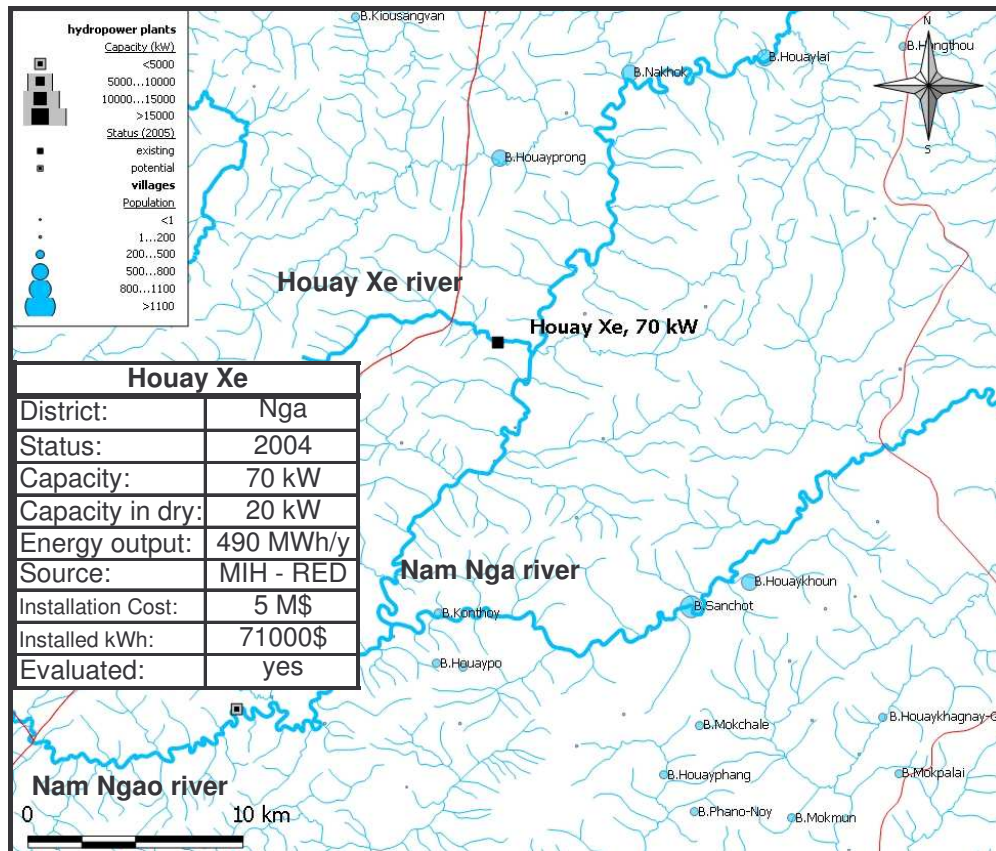 hydropower plants
Capacity (kW)
<5000
5000...10000
10000...15000
>15000
Status (2005)
existing
potential
villages
Population
<1
1...200
200...500
500...800
800...1100
>1100
B.Kiousangvan
B.Nakhok
B.Houaylai
B.Hongthou
N
S
B.Houayprong
Houay Xe river
Houay Xe, 70 kW
Houay Xe
District: Nga
Status: 2004
Capacity: 70 kW
Capacity in dry: 20 kW
Energy output: 490 MWh/y
Source: MIH - RED
Installation Cost: 5 M$
Installed kWh: 71000$
Evaluated: yes
Nam Nga river
B.Houaykhoun
B.Sanchot
B.Konthoy
B.Houaypo
B.Mokchale
B.Houaykhagnay-G
B.Houayphang
B.Mokpalai
B.Phano-Noy
B.Mokmun
Nam Ngao river
0 10 km